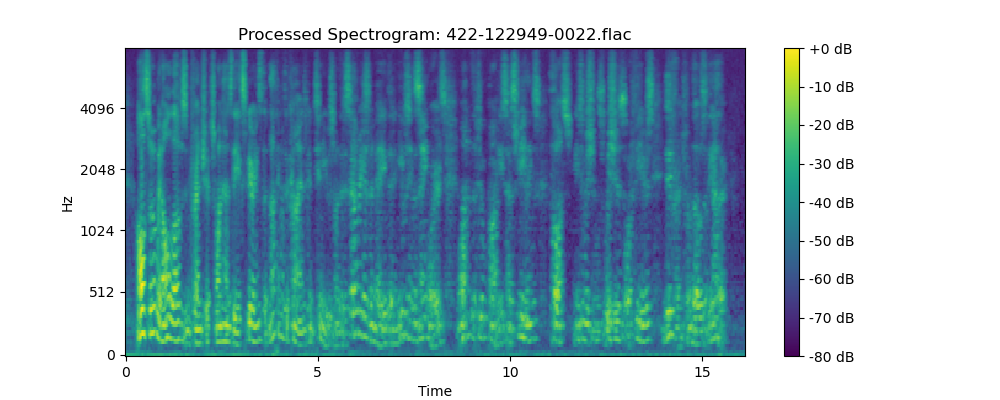 Processed Spectrogram: 422-122949-0022.flac
Hz
4096
2048
1024
512
0
0 5 10 15
Time
+0 dB
-10 dB
-20 dB
-30 dB
-40 dB
-50 dB
-60 dB
-70 dB
-80 dB